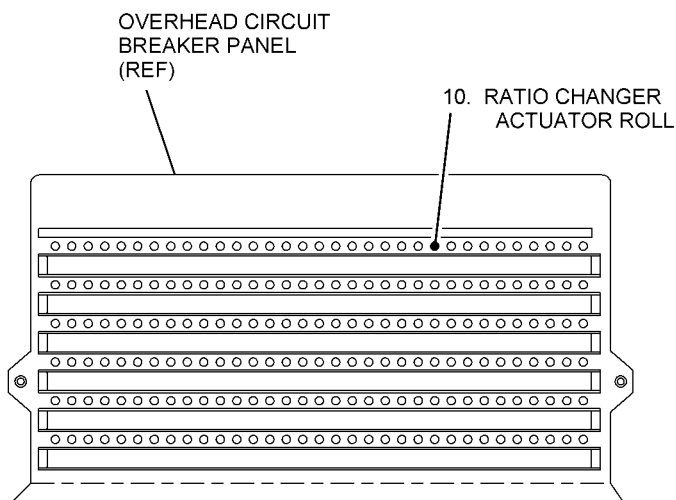 OVERHEAD CIRCUIT
BREAKER PANEL
(REF)
10. RATIO CHANGER
ACTUATOR ROLL